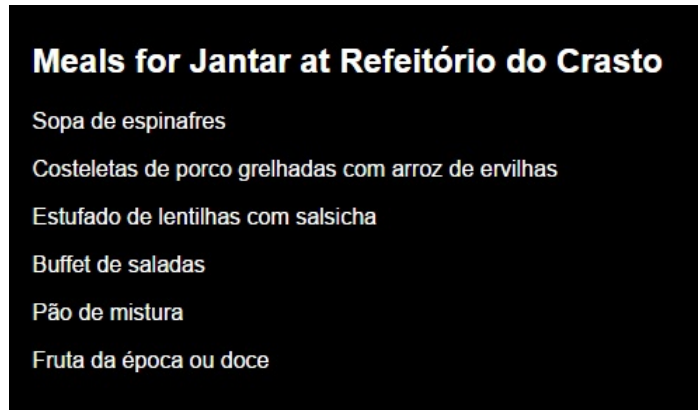 Meals for Jantar at Refeitório do Crasto
Sopa de espinafres
Costeletas de porco grelhadas com arroz de ervilhas
Estufado de lentilhas com salsicha
Buffet de saladas
Pão de mistura
Fruta da época ou doce